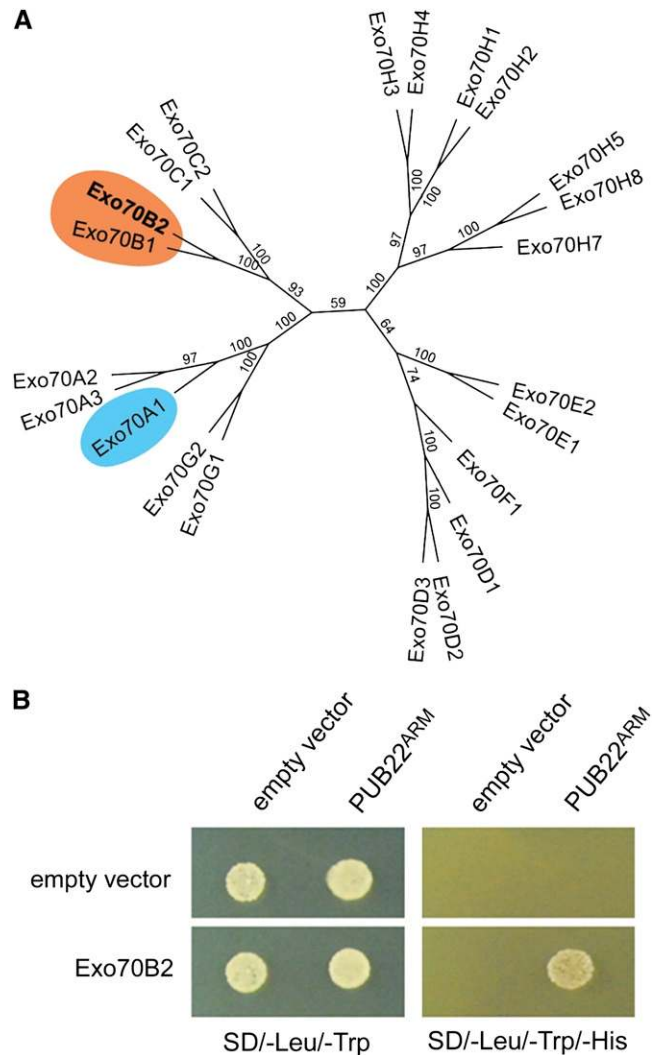 A
Exo70H3
Exo70H4
Exo70H1
Exo70H2
Exo70H5
Exo70H8
Exo70H7
Exo70C2
Exo70C1
Exo70B2
Exo70B1
100
100
97
100
97
100
100
100
93
59
100
64
100
74
100
100
97
100
100
Exo70A2
Exo70A3
Exo70A1
Exo70G2
Exo70G1
Exo70E2
Exo70E1
Exo70F1
Exo70D1
Exo70D3
Exo70D2
B
empty vector
PUB22ARM
empty vector
PUB22ARM
empty vector
Exo70B2
SD/-Leu/-Trp
SD/-Leu/-Trp/-His